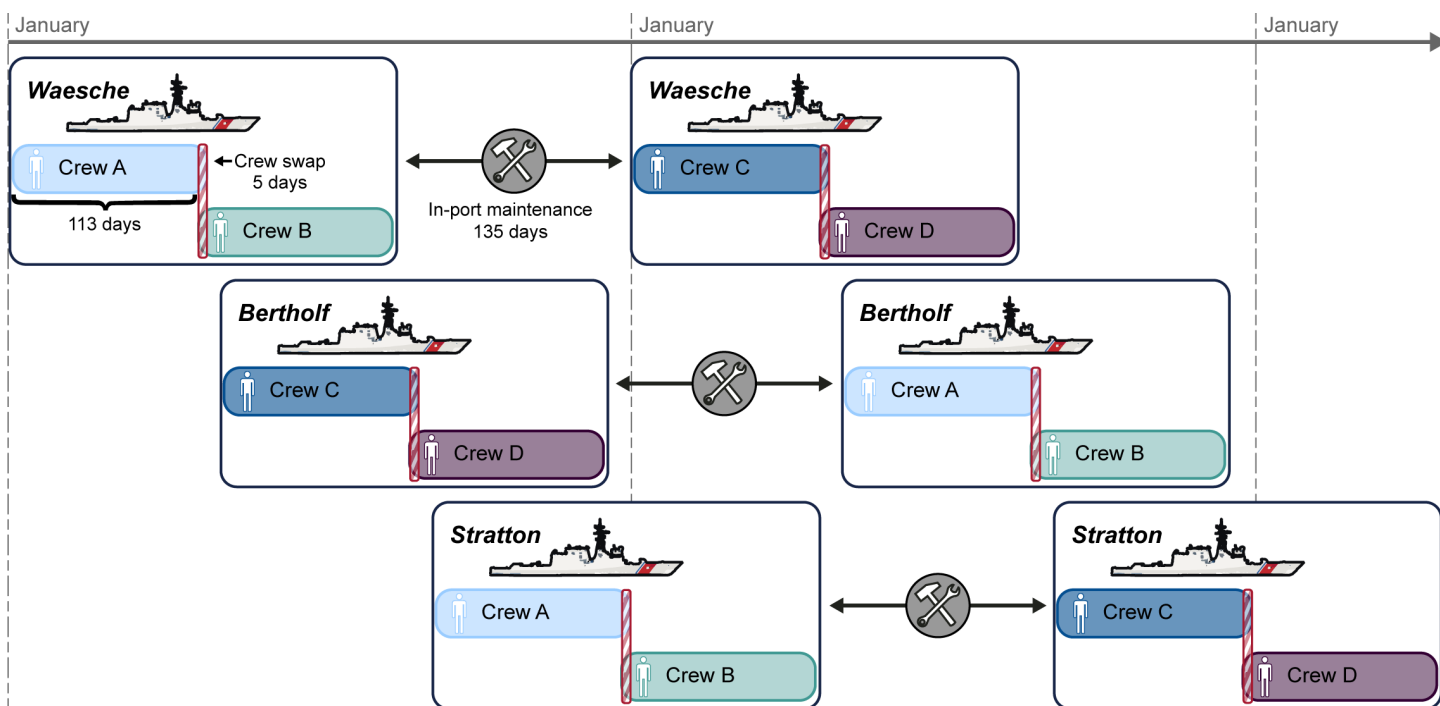 January
January
January
Waesche
Crew A
Crew swap
5 days
113 days
Crew B
In-port maintenance
135 days
Waesche
Crew C
Crew D
Bertholf
Crew C
Crew D
Bertholf
Crew A
Crew B
Stratton
Crew A
Crew B
Stratton
Crew C
Crew D